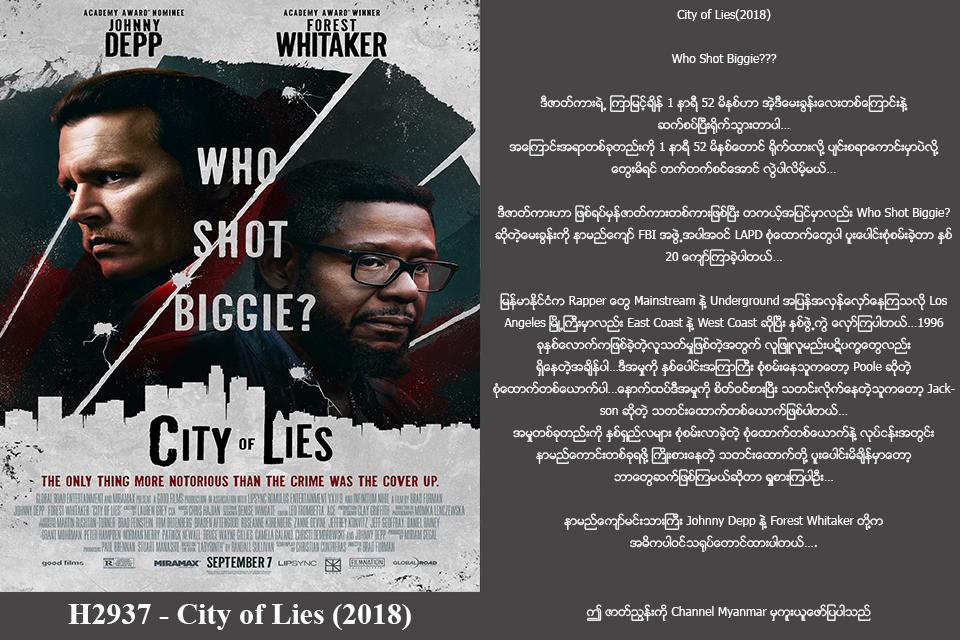 ACADEMY AWARD® NOMINEE
JOHNNY
DEPP
ACADEMY AWARD® WINNER
FOREST
WHITAKER
WHO
SHOT
BIGGIE?
CITY OF LIES
THE ONLY THING MORE NOTORIOUS THAN THE CRIME WAS THE COVER UP.
good films
R
MIRAMAX
SEPTEMBER 7
LIPSYNC
FILMNATION
GLOBAL ROAD
H2937 - City of Lies (2018)
City of Lies(2018)
Who Shot Biggie???
ဒီဇာတ်ကားရဲ့ ကြာမြင့်ချိန် 1 နာရီ 52 မိနစ်ဟာ အဲ့ဒီမေးခွန်းလေးတစ်ကြောင်းနဲ့
ဆက်စပ်ပြီးရိုက်သွားတာပါ...
အကြောင်းအရာတစ်ခုတည်းကို 1 နာရီ 52 မိနစ်တောင် ရိုက်ထားလို့ ပျင်းစရာကောင်းမှာပဲလို့
တွေးမိရင် တက်တက်စင်အောင် လွဲပါလိမ့်မယ်...
ဒီဇာတ်ကားဟာ ဖြစ်ရပ်မှန်ဇာတ်ကားတစ်ကားဖြစ်ပြီး တကယ့်အပြင်မှာလည်း Who Shot Biggie?
ဆိုတဲ့မေးခွန်းကို နာမည်ကျော် FBI အဖွဲ့အပါအဝင် LAPD စုံထောက်တွေပါ ပူးပေါင်းစုံစမ်းခဲ့တာ နှစ်
20 ကျော်ကြာခဲ့ပါတယ်...
မြန်မာနိုင်ငံက Rapper တွေ Mainstream နဲ့ Underground အပြန်အလှန်လှော်နေကြသလို Los
Angeles မြို့ကြီးမှာလည်း East Coast နဲ့ West Coast ဆိုပြီး နှစ်ဖွဲ့ကွဲ လှော်ကြပါတယ်...1996
ခုနှစ်လောက်ကဖြစ်ခဲ့တဲ့လူသတ်မှုဖြစ်တဲ့အတွက် လူဖြူလူမည်းပဋိပက္ခတွေလည်း
ရှိနေတဲ့အချိန်ပါ...ဒီအမှုကို နှစ်ပေါင်းအကြာကြီး စုံစမ်းနေသူကတော့ Poole ဆိုတဲ့
စုံထောက်တစ်ယောက်ပါ...နောက်ထပ်ဒီအမှုကို စိတ်ဝင်စားပြီး သတင်းလိုက်နေတဲ့သူကတော့ Jack-
son ဆိုတဲ့ သတင်းထောက်တစ်ယောက်ဖြစ်ပါတယ်...
အမှုတစ်ခုတည်းကို နှစ်ရှည်လများ စုံစမ်းလာခဲ့တဲ့ စုံထောက်တစ်ယောက်နဲ့ လုပ်ငန်းအတွင်း
နာမည်ကောင်းတစ်ခုရဖို့ ကြိုးစားနေတဲ့ သတင်းထောက်တို့ ပူးပေါင်းမိချိန်မှာတော့
ဘာတွေဆက်ဖြစ်ကြမယ်ဆိုတာ ရှုစားကြပါဦး...
နာမည်ကျော်မင်းသားကြီး Johnny Depp နဲ့ Forest Whitaker တို့က
အဓိကပါဝင်သရုပ်တောင်ထားပါတယ်....
ဤ ဇာတ်ညွှန်းကို Channel Myanmar မှကူးယူဖော်ပြပါသည်